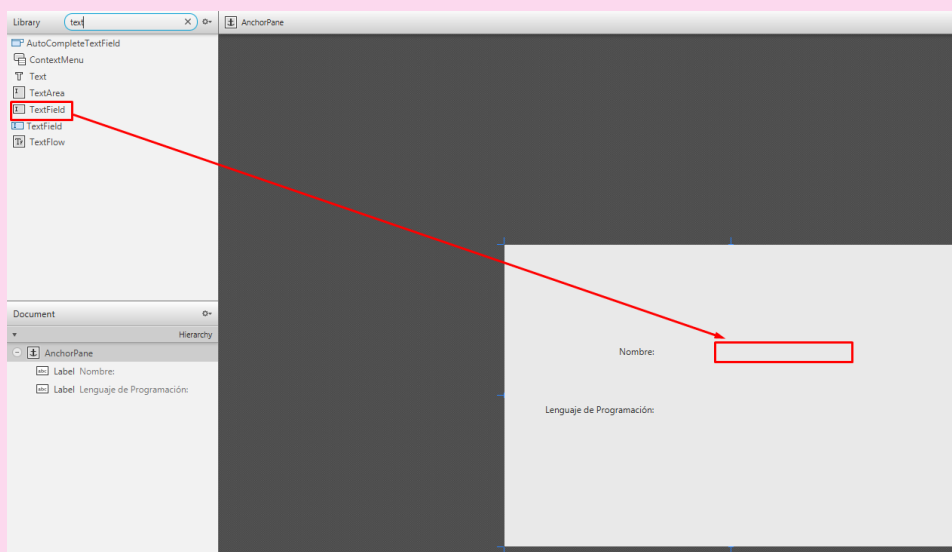 Library text
AutoCompleteTextField
ContextMenu
Text
TextArea
TextField
TextField
TextFlow
Document
Hierarchy
AnchorPane
Label Nombre:
Label Lenguaje de Programación:
AnchorPane
Nombre:
Lenguaje de Programación: